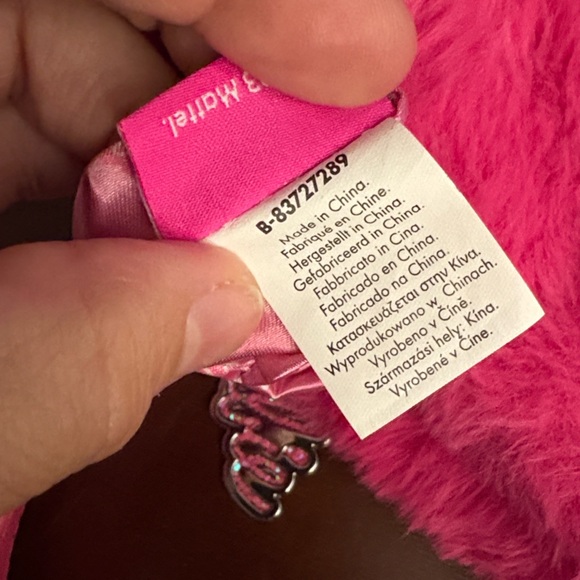 3 Mattel.
B-83727289
Made in China.
Fabriqué en Chine.
Hergestellt in China.
Gefabriceerd in China.
Fabbricato in Cina.
Fabricado en China.
Fabricado na China.
Κατασκευάζεται στην Κίνα.
Wyprodukowano w Chinach.
Vyrobeno v Číně.
Származási hely: Kína.
Vyrobené v Číne.